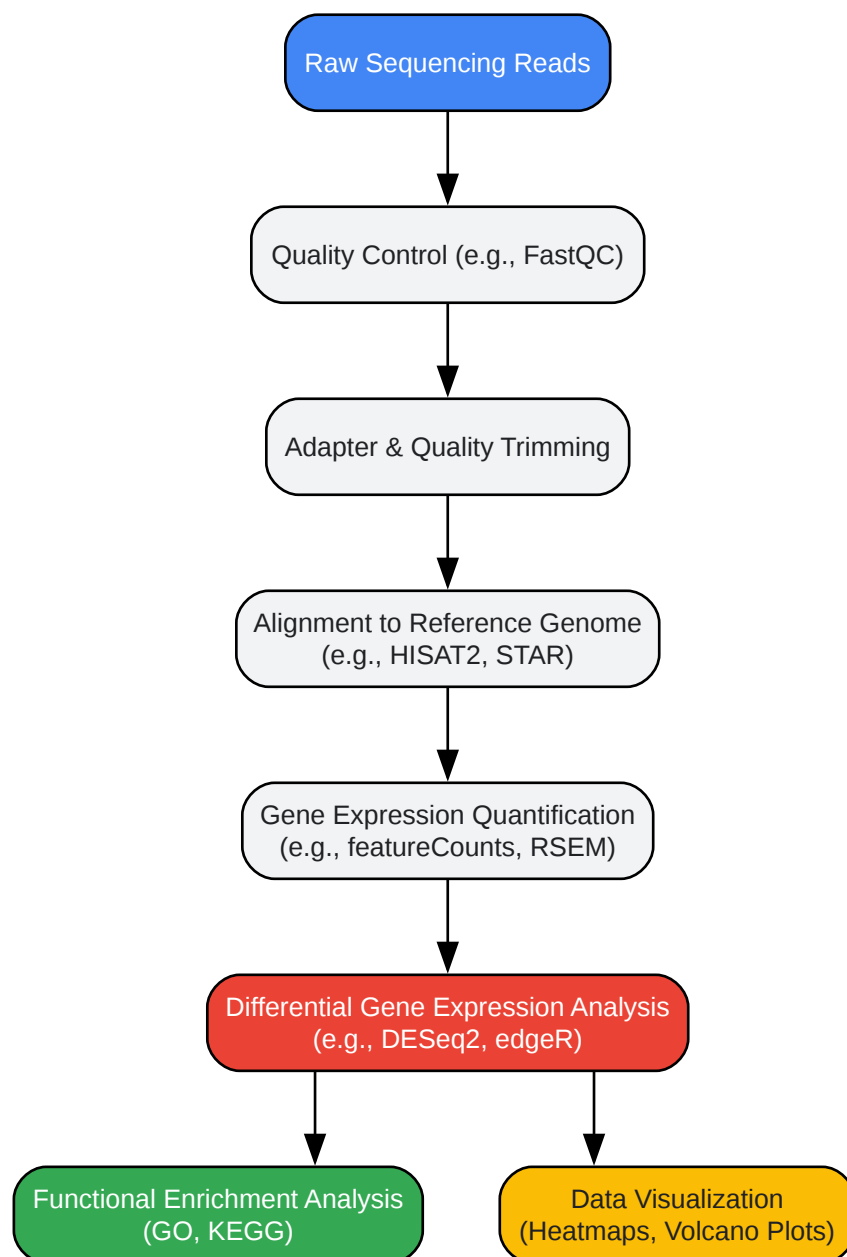 Raw Sequencing Reads
Quality Control (e.g., FastQC)
Adapter & Quality Trimming
Alignment to Reference Genome
(e.g., HISAT2, STAR)
Gene Expression Quantification
(e.g., featureCounts, RSEM)
Differential Gene Expression Analysis
(e.g., DESeq2, edgeR)
Functional Enrichment Analysis
(GO, KEGG)
Data Visualization
(Heatmaps, Volcano Plots)